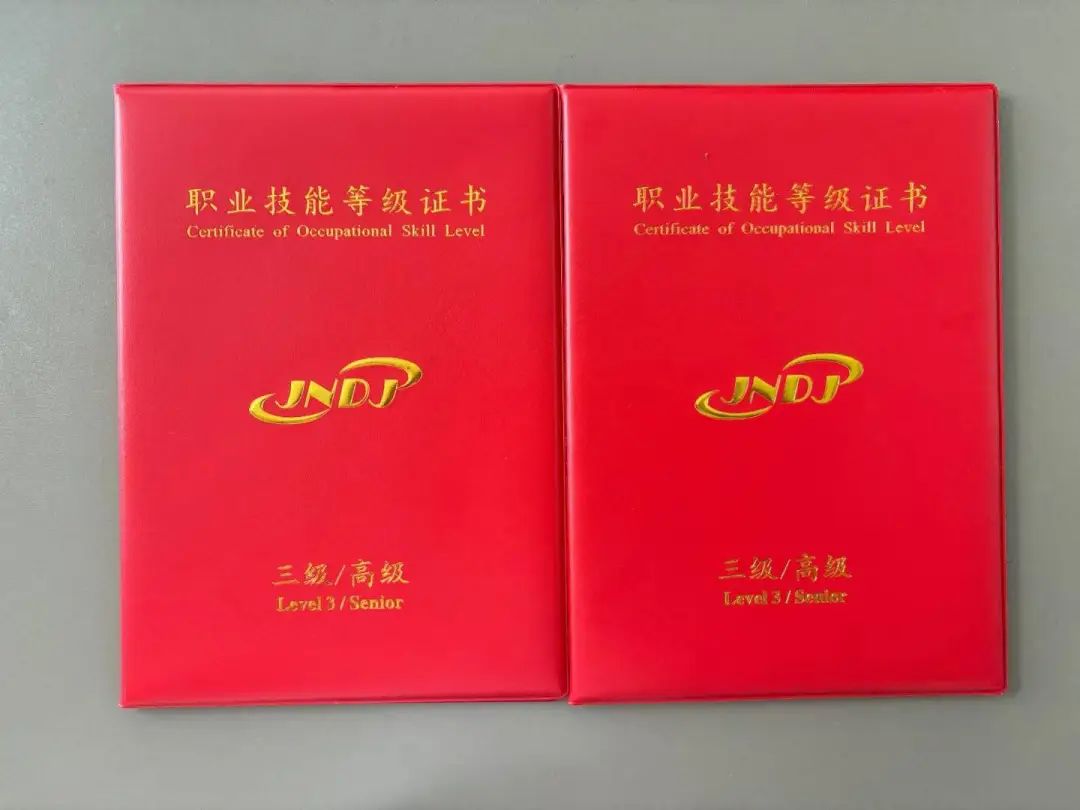 职业技能等级证书
Certificate of Occupational Skill Level
JNDJ
三级/高级
Level 3 / Senior
职业技能等级证书
Certificate of Occupational Skill Level
JNDJ
三级/高级
Level 3 / Senior